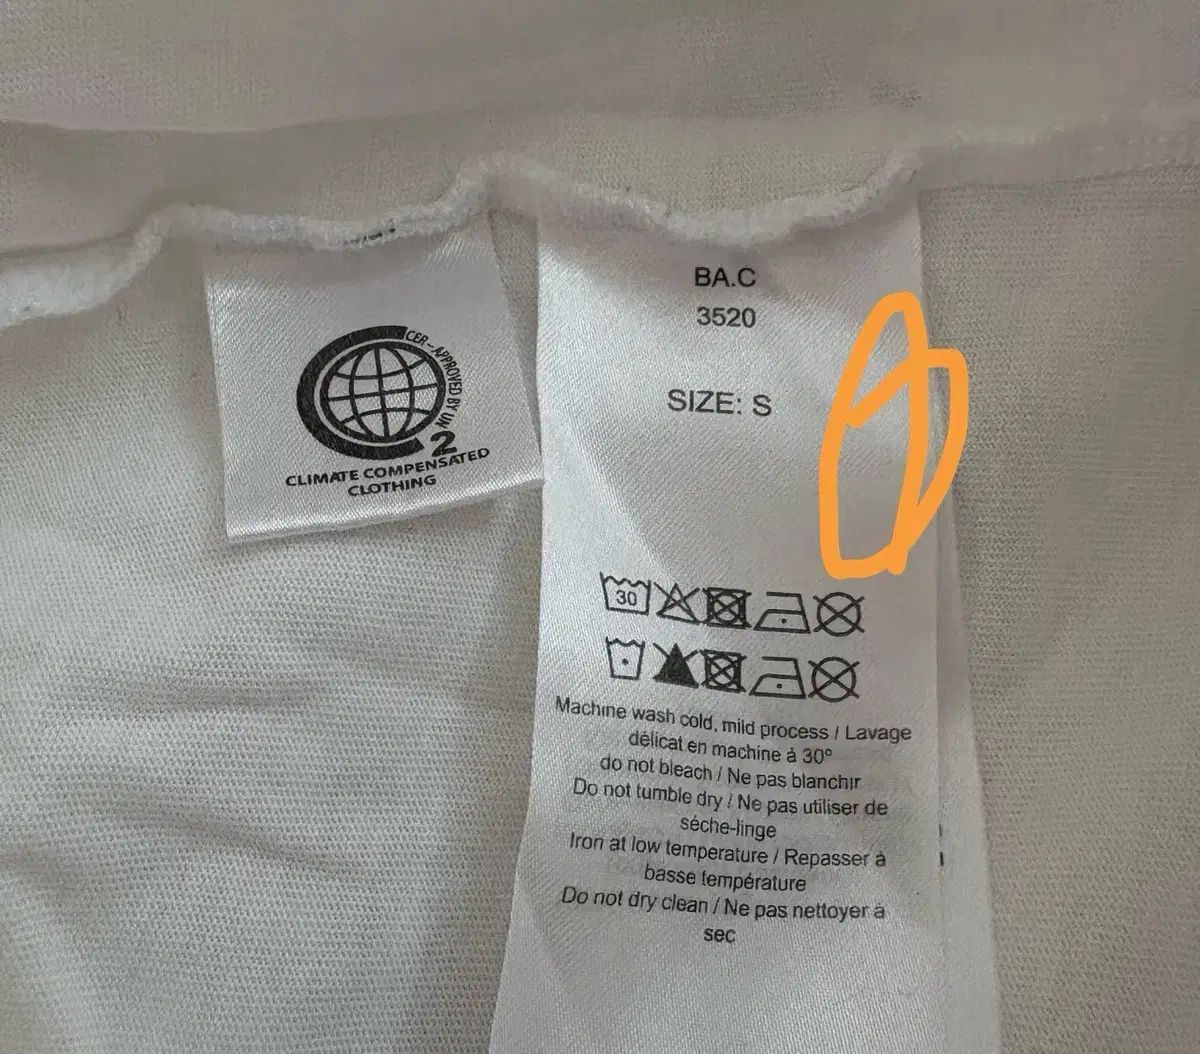 CER - APPROVED BY UN
2
CLIMATE COMPENSATED
CLOTHING
BA.C
3520
SIZE: S
30
Machine wash cold, mild process / Lavage
délicat en machine à 30°
do not bleach / Ne pas blanchir
Do not tumble dry / Ne pas utiliser de
séche-linge
Iron at low temperature / Repasser à
basse température
Do not dry clean / Ne pas nettoyer à
sec